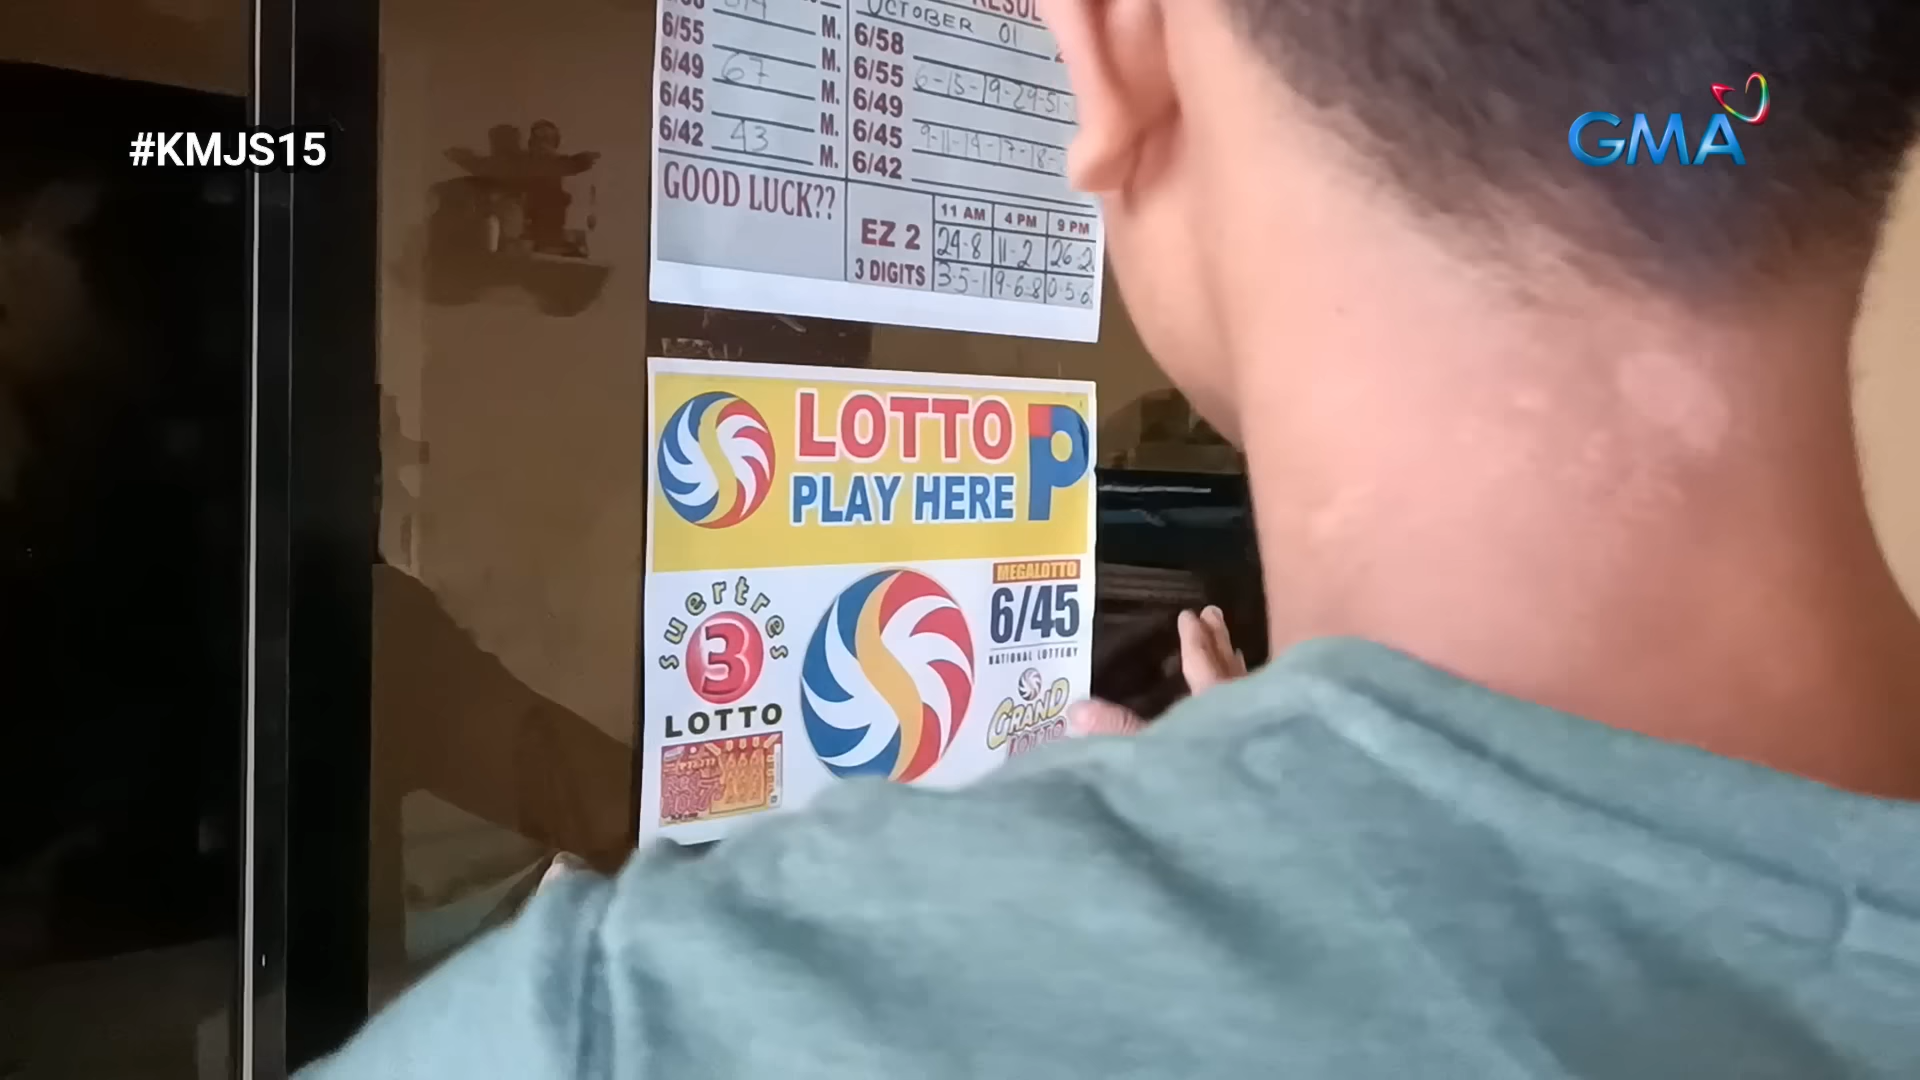 #KMJS15
GMA
6/55 M.
6/49 67 M.
6/45 M.
6/42 43 M.
GOOD LUCK??
OCTOBER 01
6/58
6/55 6-15-19-29-51-
6/49
6/45 9-11-14-17-18-
6/42
11 AM 4 PM 9 PM
EZ 2 24-8 11-2
3 DIGITS 3-5-1 9-6-8 0-5-6
LOTTO
PLAY HERE
suertres
3
LOTTO
MEGALOTTO
6/45
NATIONAL LOTTERY
GRAND
LOTTO